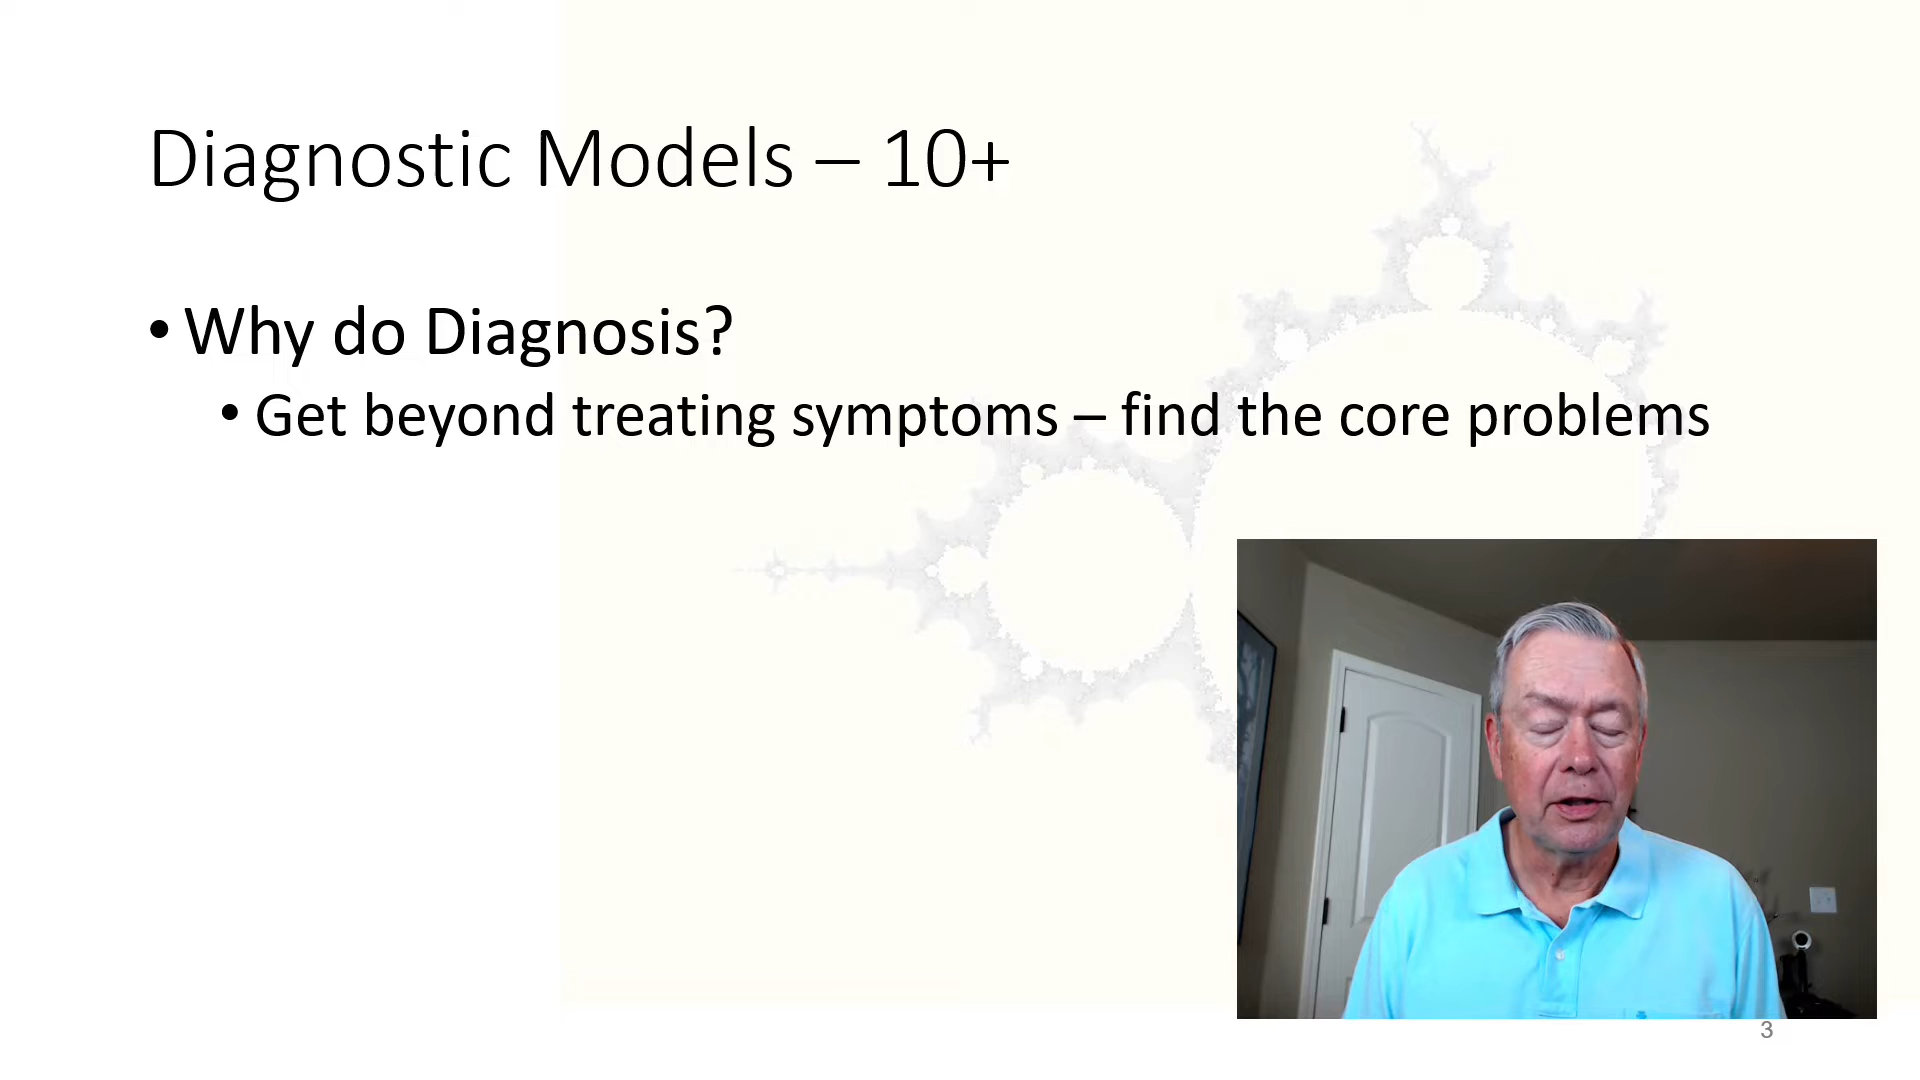 Diagnostic Models – 10+
• Why do Diagnosis?
• Get beyond treating symptoms – find the core problems
3